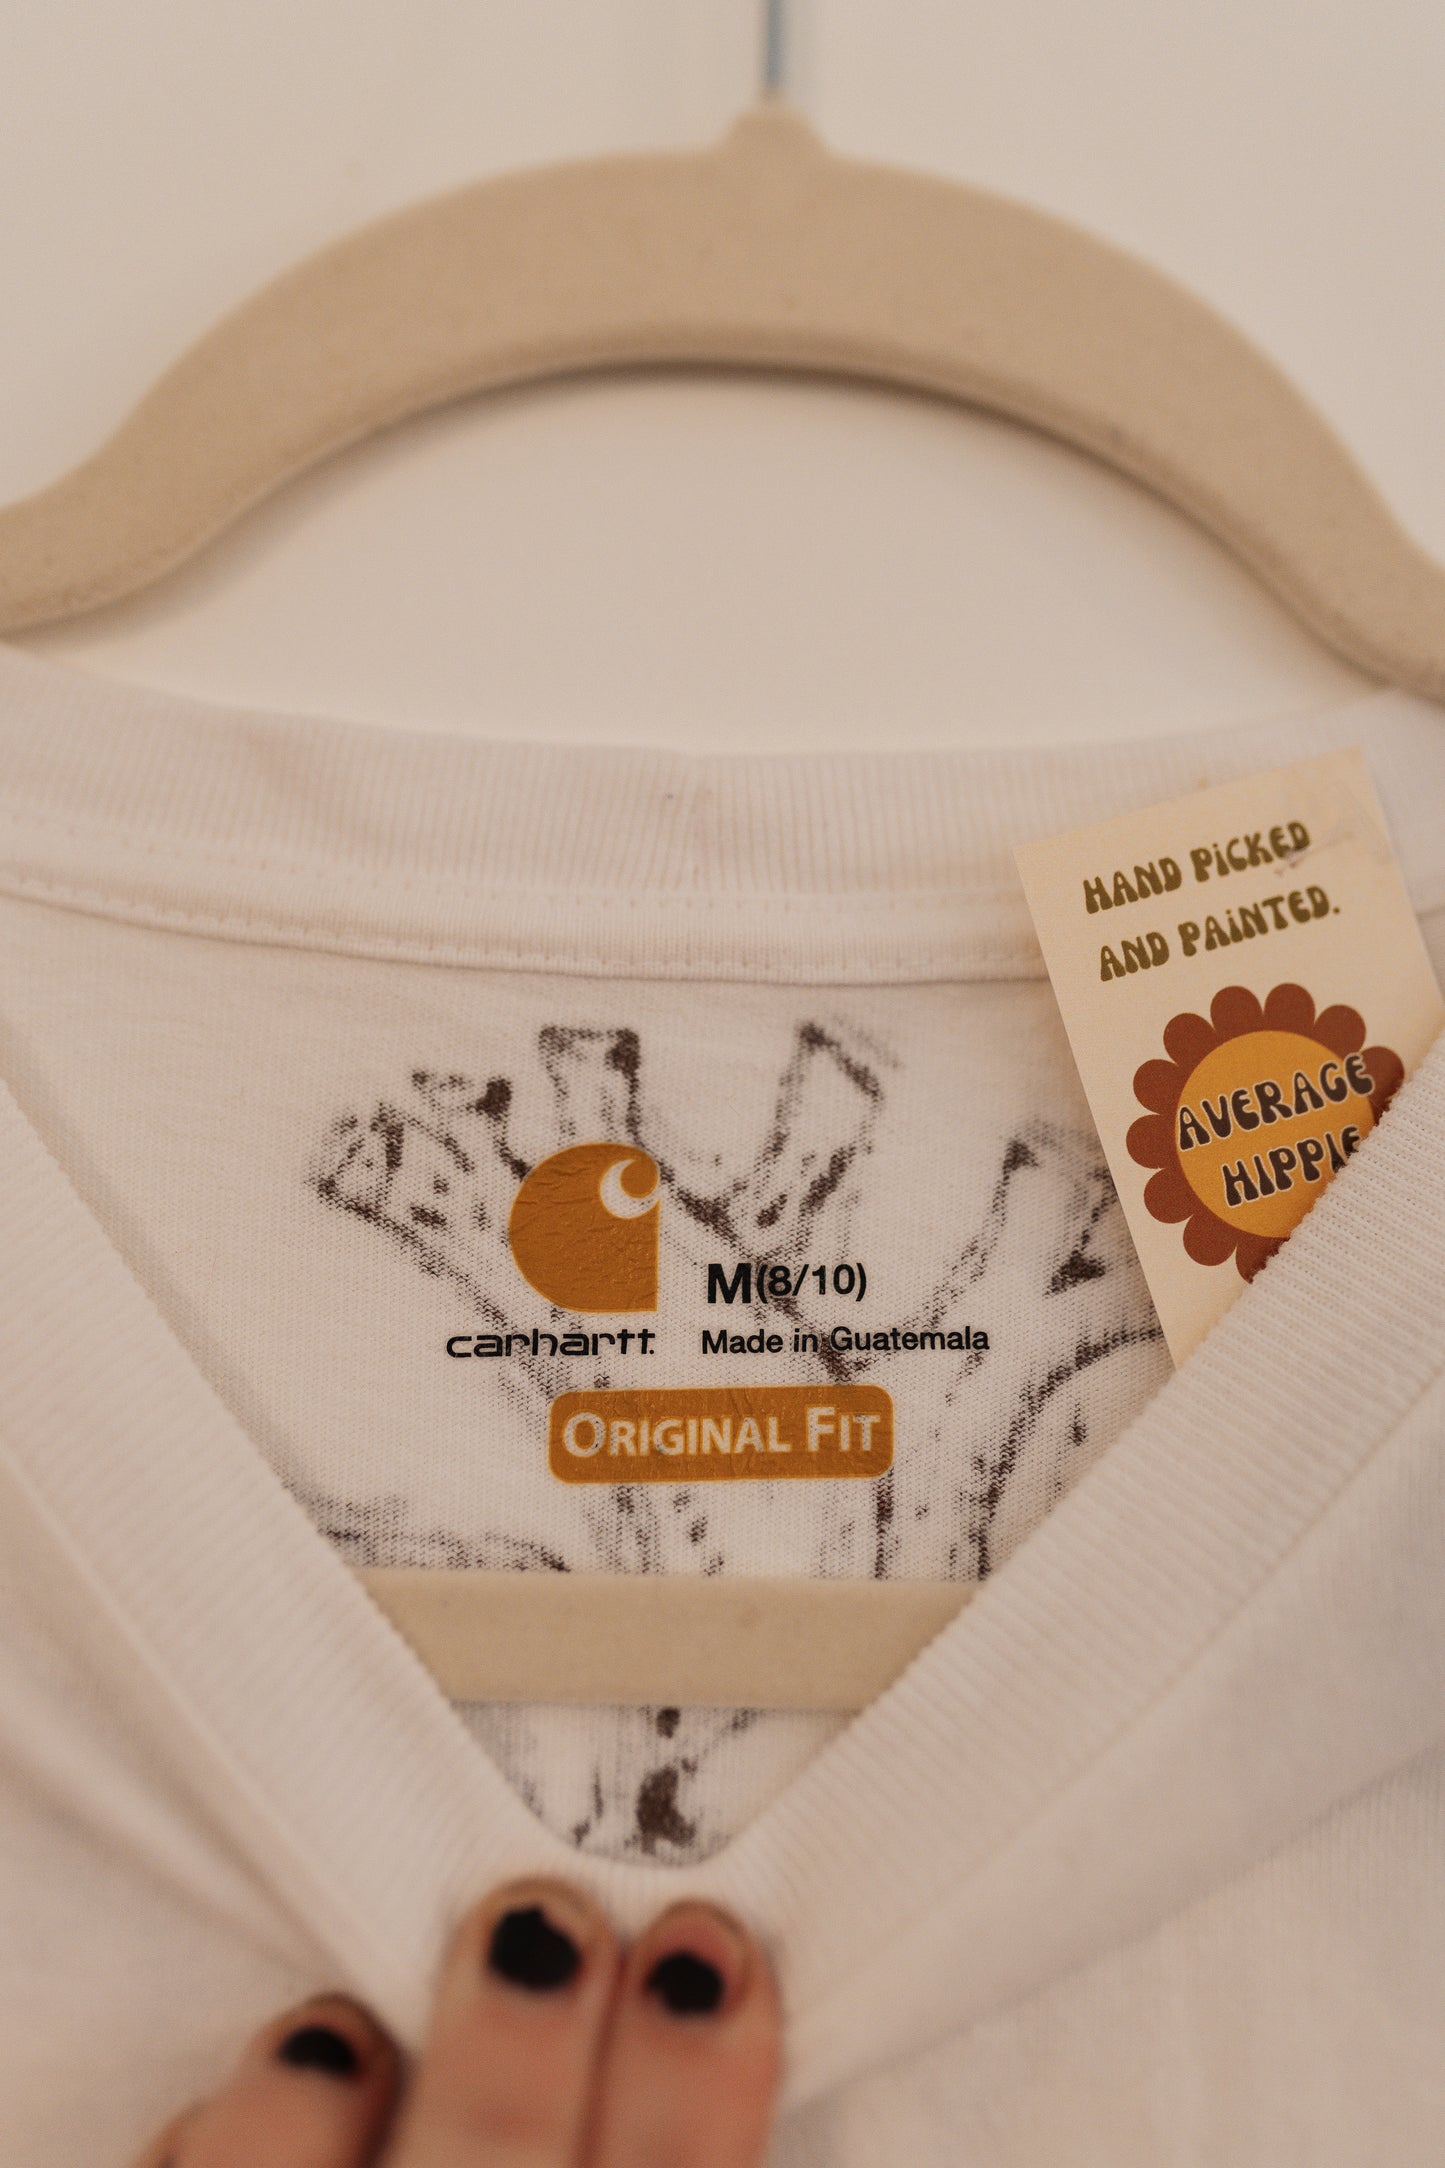 HAND PiCKED
AND PAiNTED.
AVERAGE
HIPPIE
M(8/10)
carhartt.
Made in Guatemala
ORIGINAL FIT